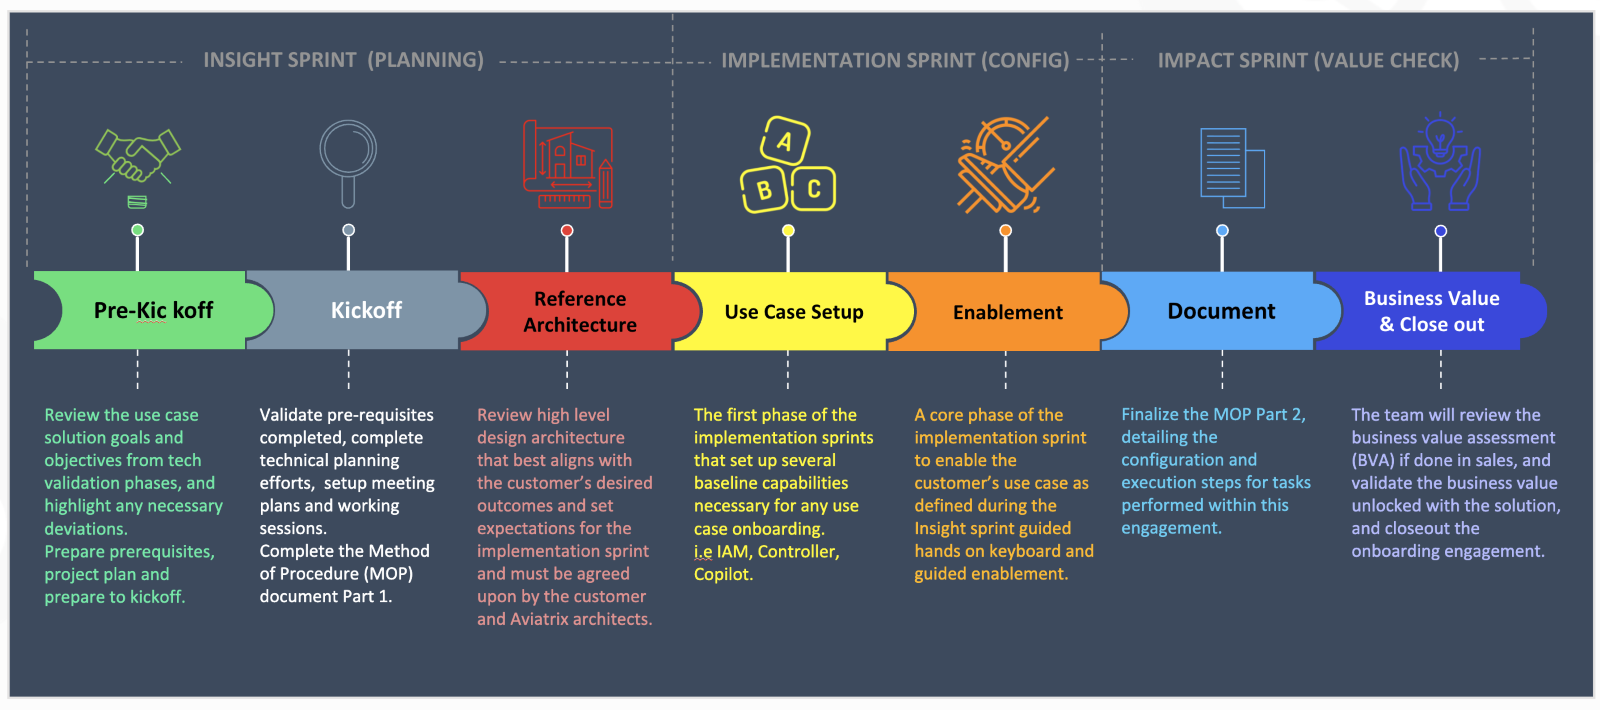 INSIGHT SPRINT (PLANNING)
IMPLEMENTATION SPRINT (CONFIG)
IMPACT SPRINT (VALUE CHECK)
A
B
C
Pre-Kic koff
Kickoff
Reference
Architecture
Use Case Setup
Enablement
Document
Business Value
& Close out
Review the use case
solution goals and
objectives from tech
validation phases, and
highlight any necessary
deviations.
Prepare prerequisites,
project plan and
prepare to kickoff.
Validate pre-requisites
completed, complete
technical planning
efforts, setup meeting
plans and working
sessions.
Complete the Method
of Procedure (MOP)
document Part 1.
Review high level
design architecture
that best aligns with
the customer's desired
outcomes and set
expectations for the
implementation sprint
and must be agreed
upon by the customer
and Aviatrix architects.
The first phase of the
implementation sprints
that set up several
baseline capabilities
necessary for any use
case onboarding.
i.e IAM, Controller,
Copilot.
A core phase of the
implementation sprint
to enable the
customer's use case as
defined during the
Insight sprint guided
hands on keyboard and
guided enablement.
Finalize the MOP Part 2,
detailing the
configuration and
execution steps for tasks
performed within this
engagement.
The team will review the
business value assessment
(BVA) if done in sales, and
validate the business value
unlocked with the solution,
and closeout the
onboarding engagement.